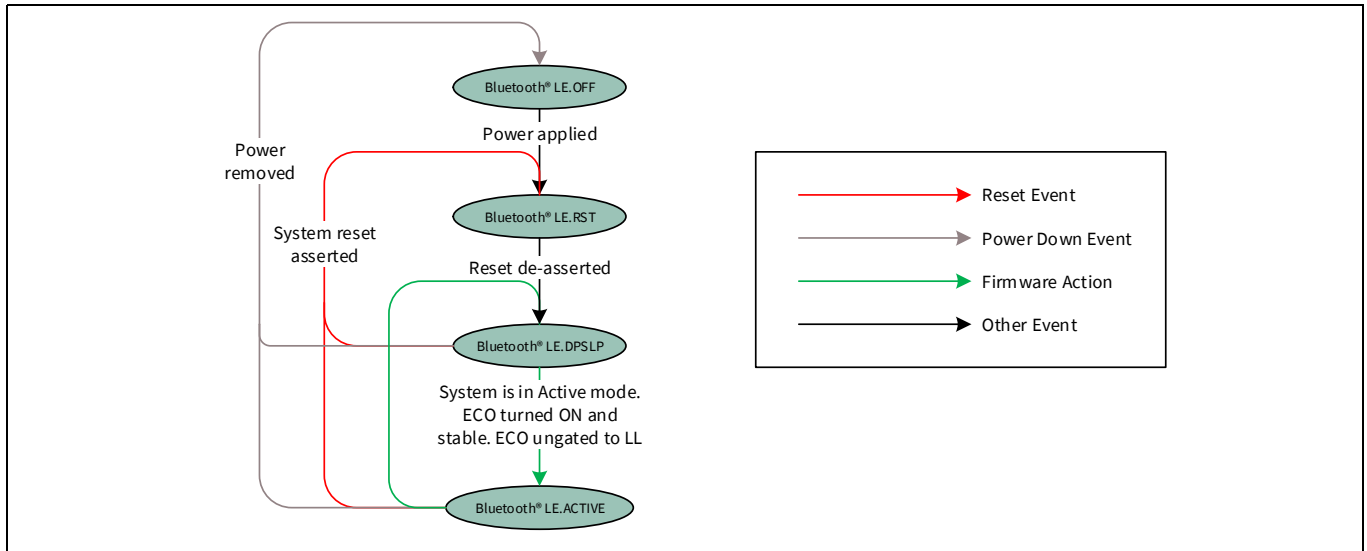 Bluetooth® LE.OFF
Power applied
Power
removed
Bluetooth® LE.RST
System reset
asserted
Reset de-asserted
Bluetooth® LE.DPSLP
System is in Active mode.
ECO turned ON and
stable. ECO ungated to LL
Bluetooth® LE.ACTIVE
Reset Event
Power Down Event
Firmware Action
Other Event